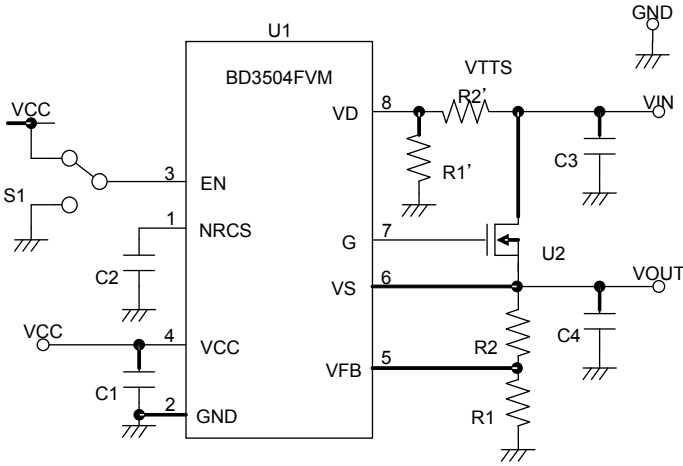 GND
U1
BD3504FVM
VTTS
VCC
8
R2’
VIN
VD
3
EN
R1’
C3
S1
1
NRCS
7
G
U2
C2
6
VS
VOUT
VCC
4
VCC
R2
C4
5
VFB
C1
2
GND
R1